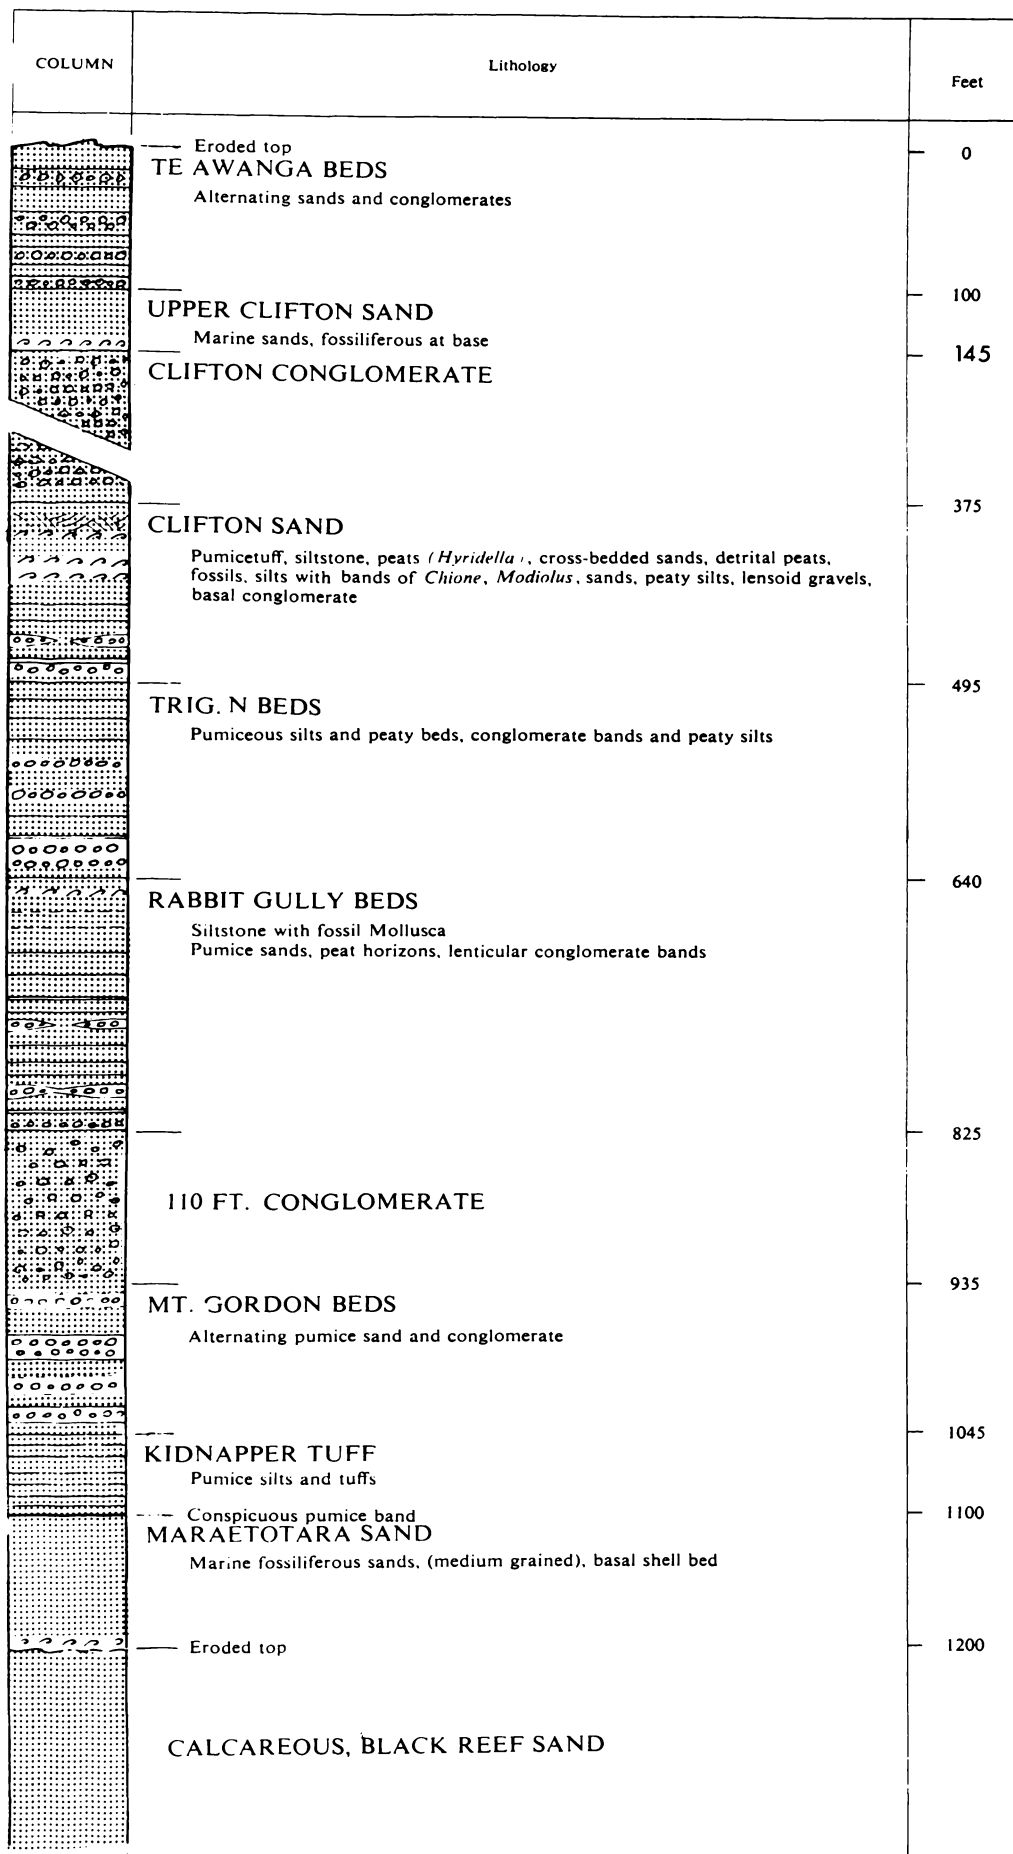 COLUMN
Lithology
Feet
Eroded top
0
TE AWANGA BEDS
Alternating sands and conglomerates
100
UPPER CLIFTON SAND
Marine sands, fossiliferous at base
145
CLIFTON CONGLOMERATE
375
CLIFTON SAND
Pumicetuff, siltstone, peats (Hyridella), cross-bedded sands, detrital peats,
fossils, silts with bands of Chione, Modiolus, sands, peaty silts, lensoid gravels,
basal conglomerate
495
TRIG. N BEDS
Pumiceous silts and peaty beds, conglomerate bands and peaty silts
640
RABBIT GULLY BEDS
Siltstone with fossil Mollusca
Pumice sands, peat horizons, lenticular conglomerate bands
825
110 FT. CONGLOMERATE
935
MT. GORDON BEDS
Alternating pumice sand and conglomerate
1045
KIDNAPPER TUFF
Pumice silts and tuffs
Conspicuous pumice band
1100
MARAETOTARA SAND
Marine fossiliferous sands, (medium grained), basal shell bed
Eroded top
1200
CALCAREOUS, BLACK REEF SAND